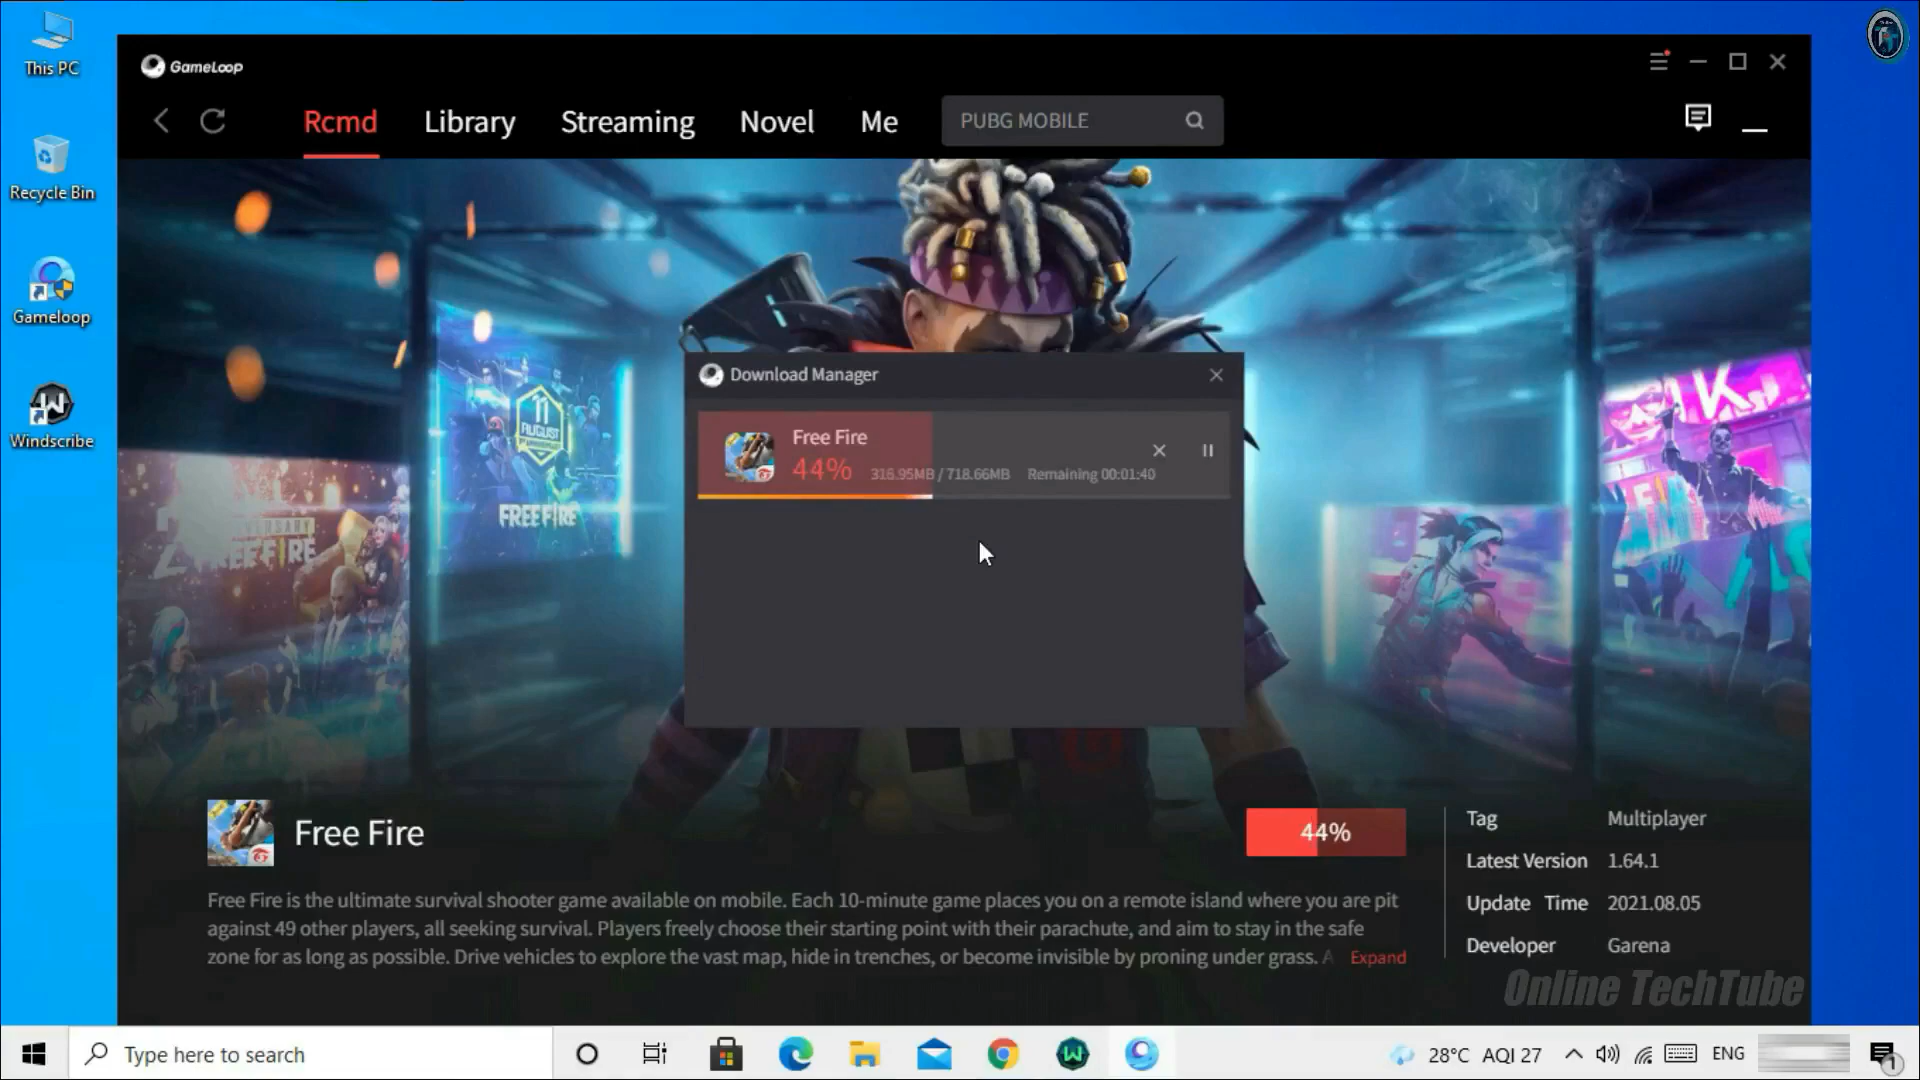 This PC
Recycle Bin
Gameloop
Windscribe
GameLoop
Rcmd Library Streaming Novel Me PUBG MOBILE
Download Manager
Free Fire
44% 316.95MB / 718.66MB Remaining 00:01:40
11
AUGUST
FREE FIRE
FREE FIRE
Free Fire
44%
Free Fire is the ultimate survival shooter game available on mobile. Each 10-minute game places you on a remote island where you are pit
against 49 other players, all seeking survival. Players freely choose their starting point with their parachute, and aim to stay in the safe
zone for as long as possible. Drive vehicles to explore the vast map, hide in trenches, or become invisible by proning under grass. A Expand
Tag Multiplayer
Latest Version 1.64.1
Update Time 2021.08.05
Developer Garena
Online TechTube
Type here to search
28°C AQI 27 ENG
1